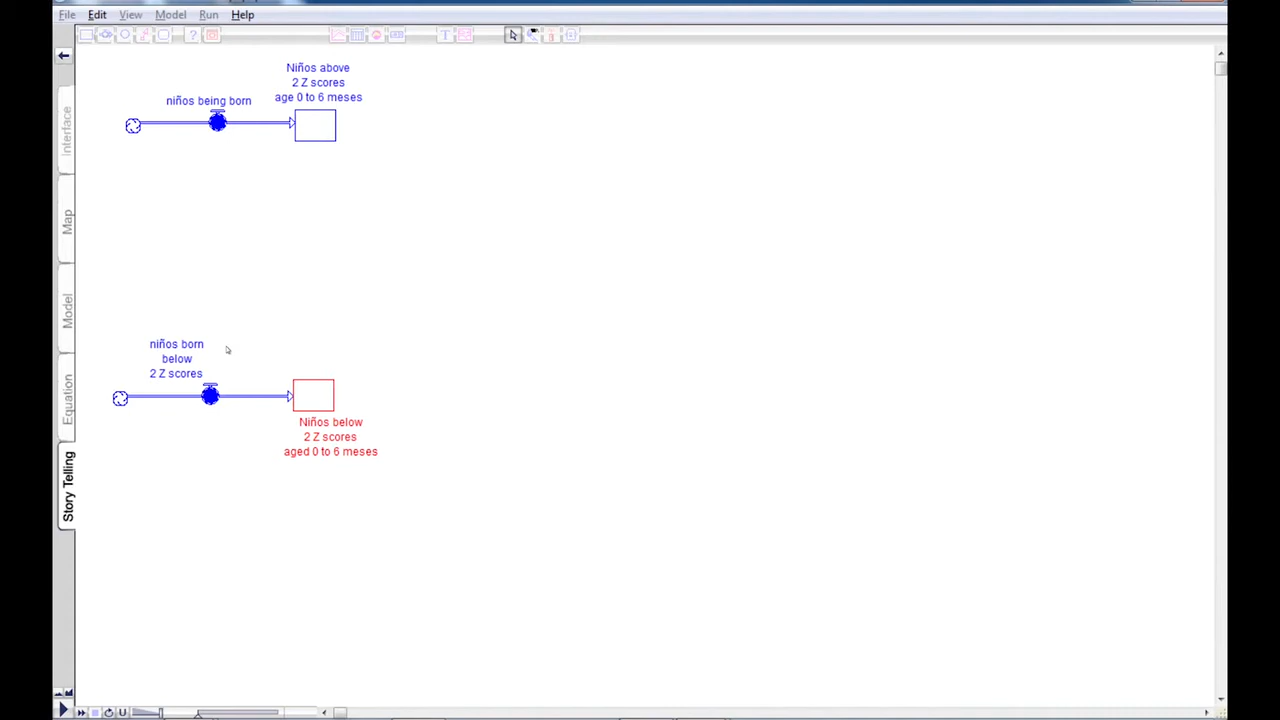 File Edit View Model Run Help
Niños above
2 Z scores
age 0 to 6 meses
niños being born
Interface
Map
Model
Equation
Story Telling
niños born
below
2 Z scores
Niños below
2 Z scores
aged 0 to 6 meses
U